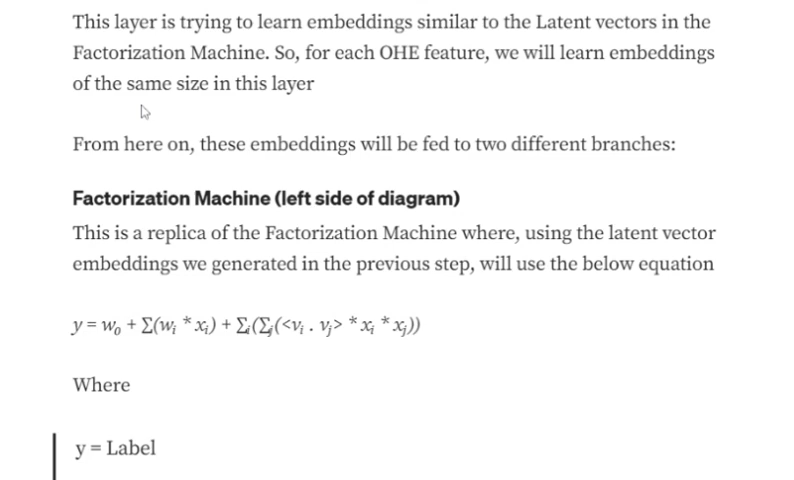 This layer is trying to learn embeddings similar to the Latent vectors in the
Factorization Machine. So, for each OHE feature, we will learn embeddings
of the same size in this layer
From here on, these embeddings will be fed to two different branches:
Factorization Machine (left side of diagram)
This is a replica of the Factorization Machine where, using the latent vector
embeddings we generated in the previous step, will use the below equation
y = w₀ + Σ(wᵢ * xᵢ) + Σᵢ(Σⱼ(<vᵢ . vⱼ> * xᵢ * xⱼ))
Where
y = Label